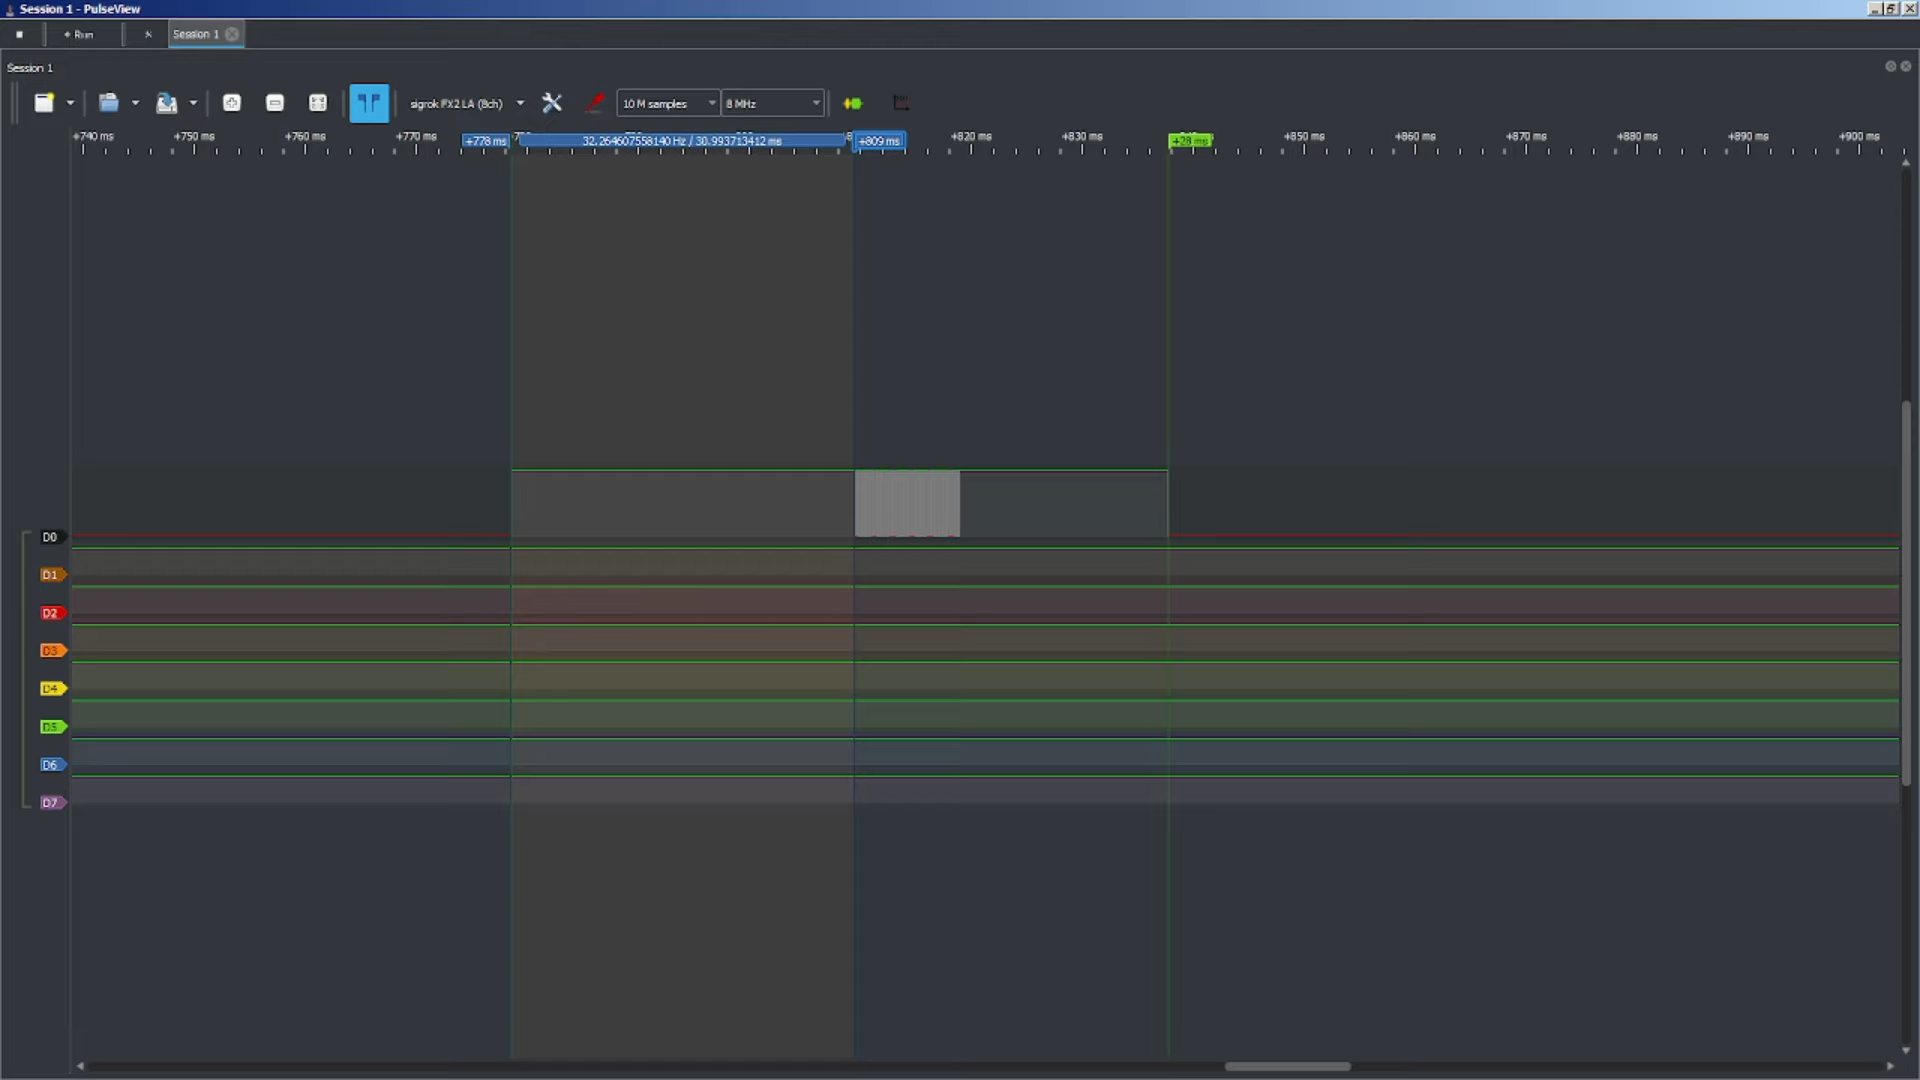 Session 1 - PulseView
Run
Session 1
Session 1
sigrok FX2 LA (8ch)
10 M samples
8 MHz
+740 ms +750 ms +760 ms +770 ms +820 ms +830 ms +850 ms +860 ms +870 ms +880 ms +890 ms +900 ms
+778 ms 32.264607558140 Hz / 30.993713412 ms +809 ms +28 ms
D0
D1
D2
D3
D4
D5
D6
D7